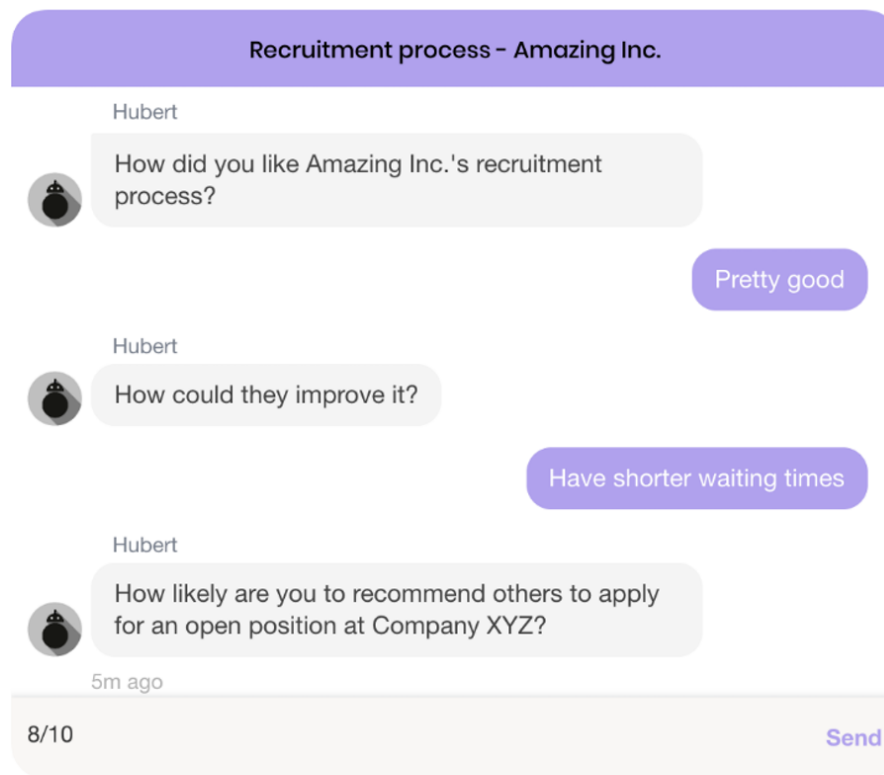 Recruitment process - Amazing Inc.
Hubert
How did you like Amazing Inc.'s recruitment
process?
Pretty good
Hubert
How could they improve it?
Have shorter waiting times
Hubert
How likely are you to recommend others to apply
for an open position at Company XYZ?
5m ago
8/10
Send